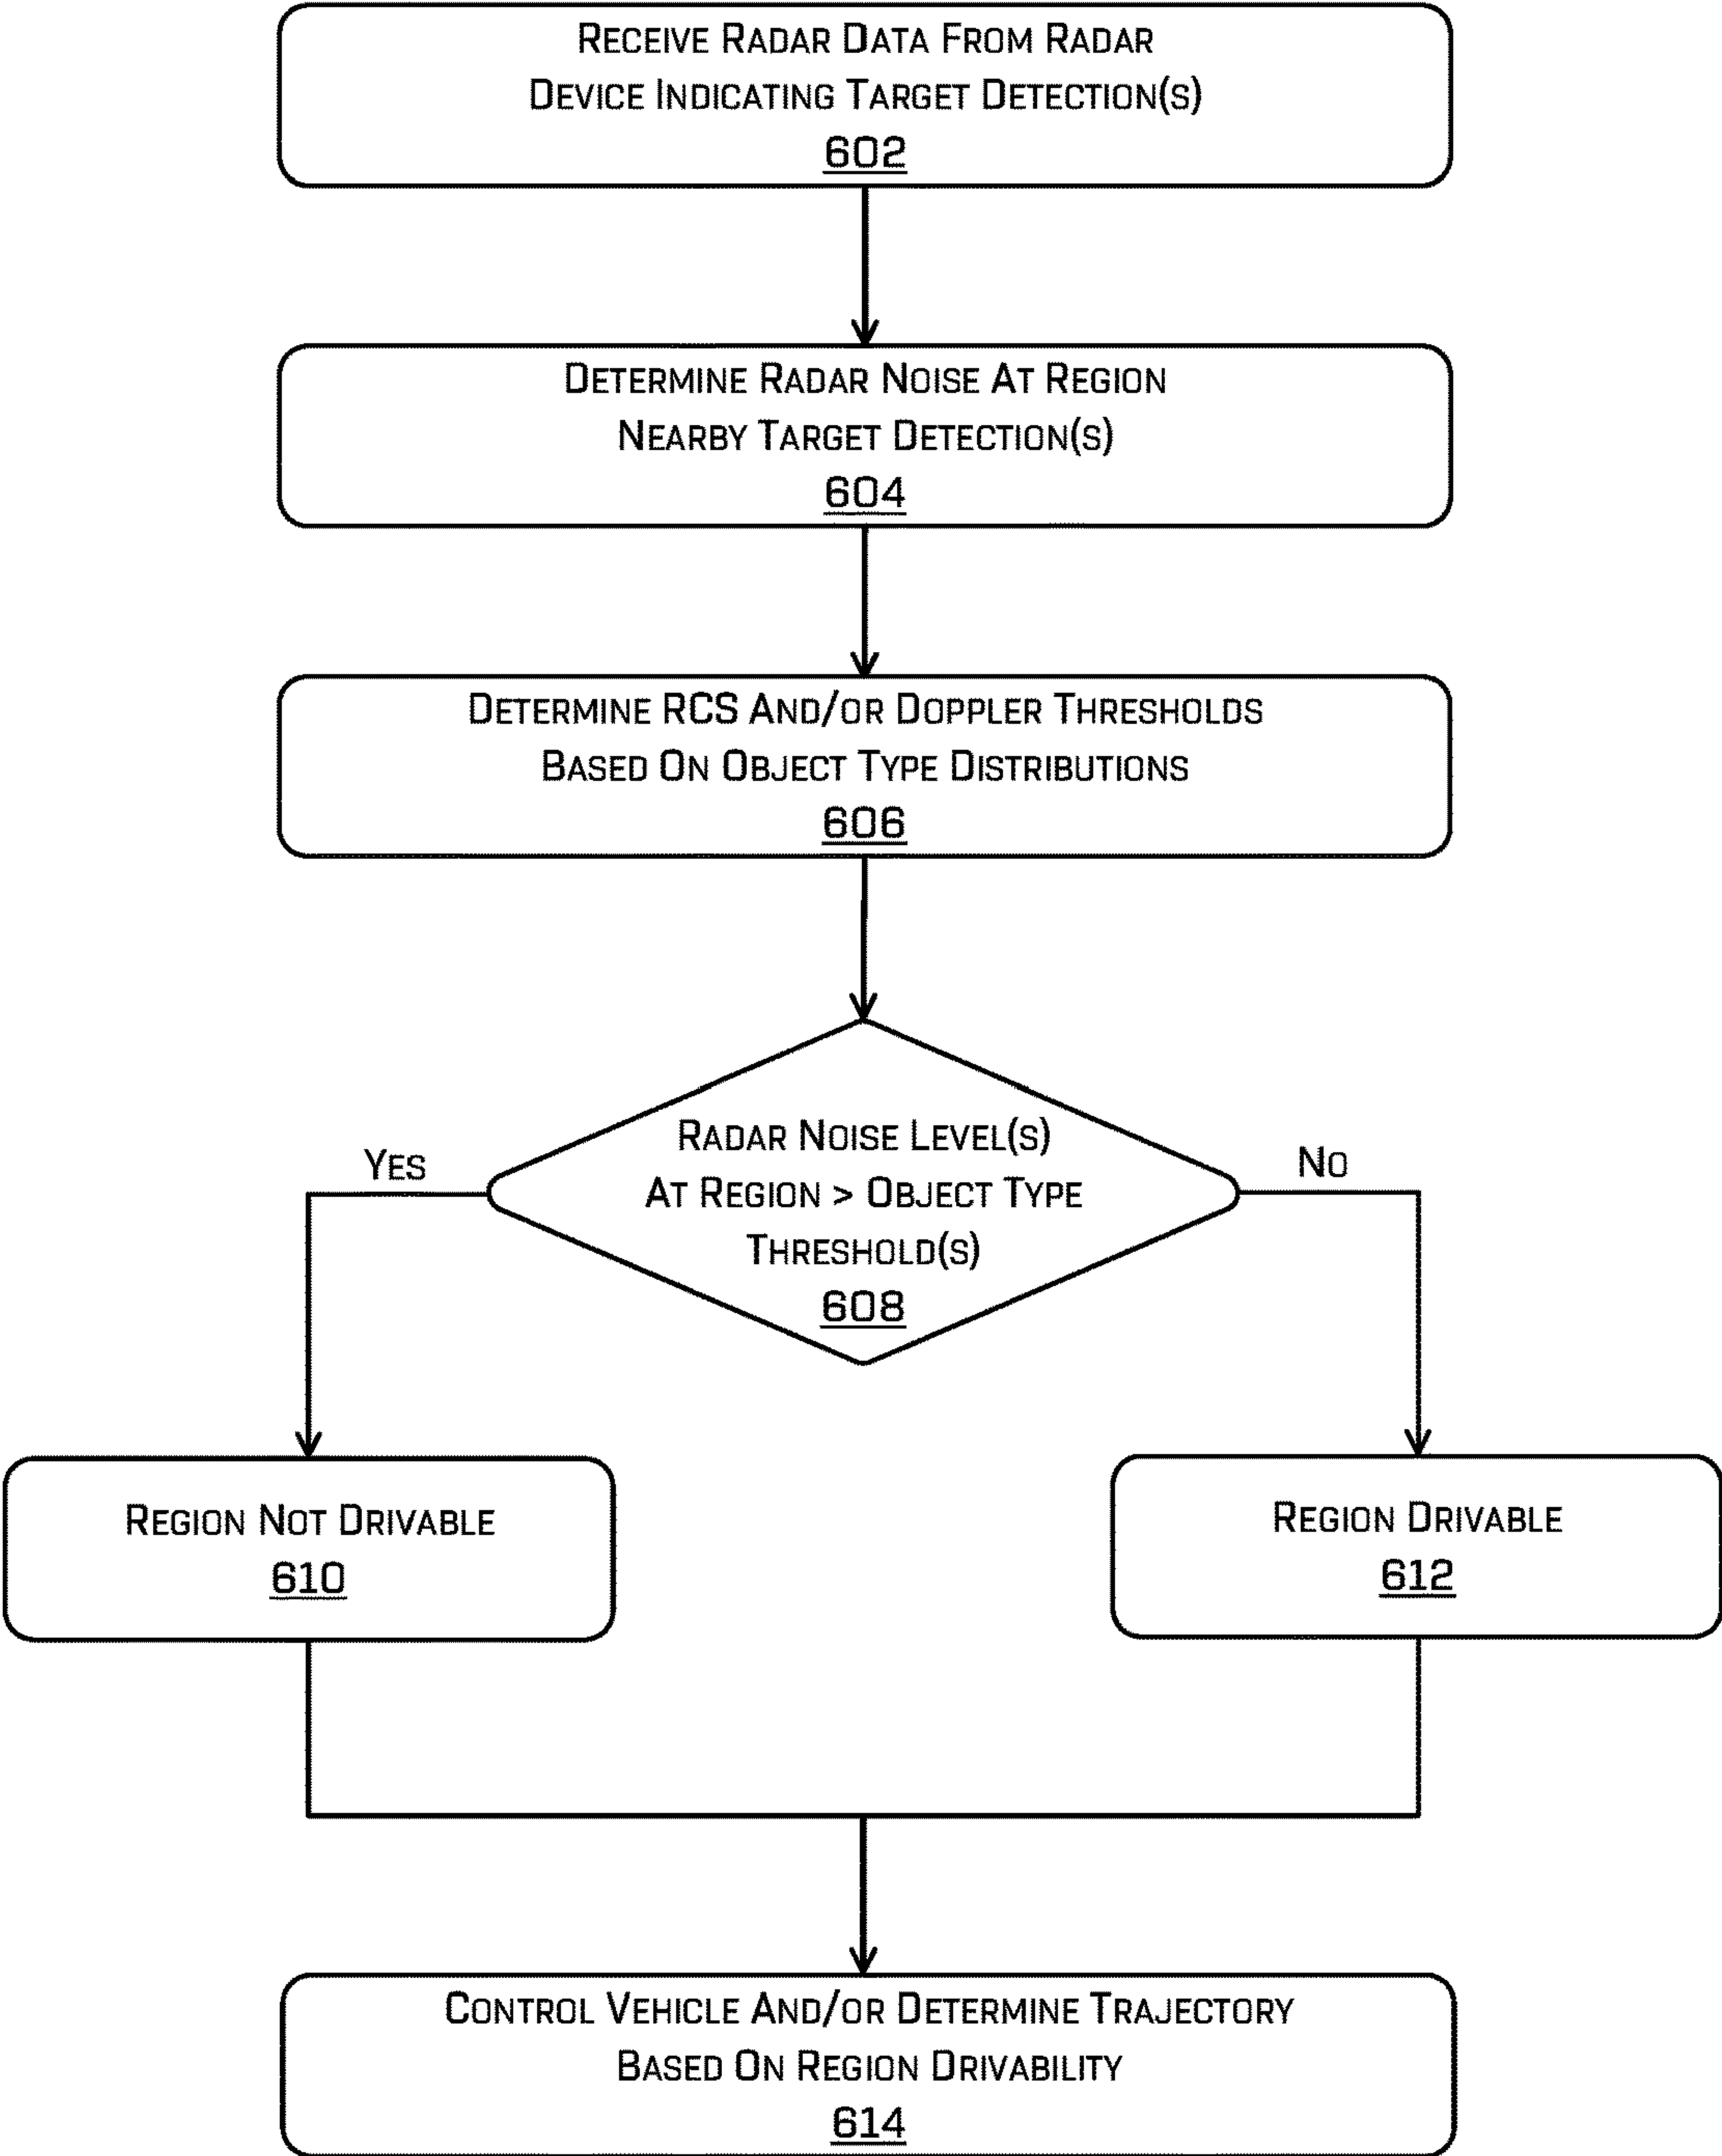 Receive Radar Data From Radar
Device Indicating Target Detection(s)
602
Determine Radar Noise At Region
Nearby Target Detection(s)
604
Determine RCS And/or Doppler Thresholds
Based On Object Type Distributions
606
Radar Noise Level(s)
At Region > Object Type
Threshold(s)
608
Yes
No
Region Not Drivable
610
Region Drivable
612
Control Vehicle And/or Determine Trajectory
Based On Region Drivability
614